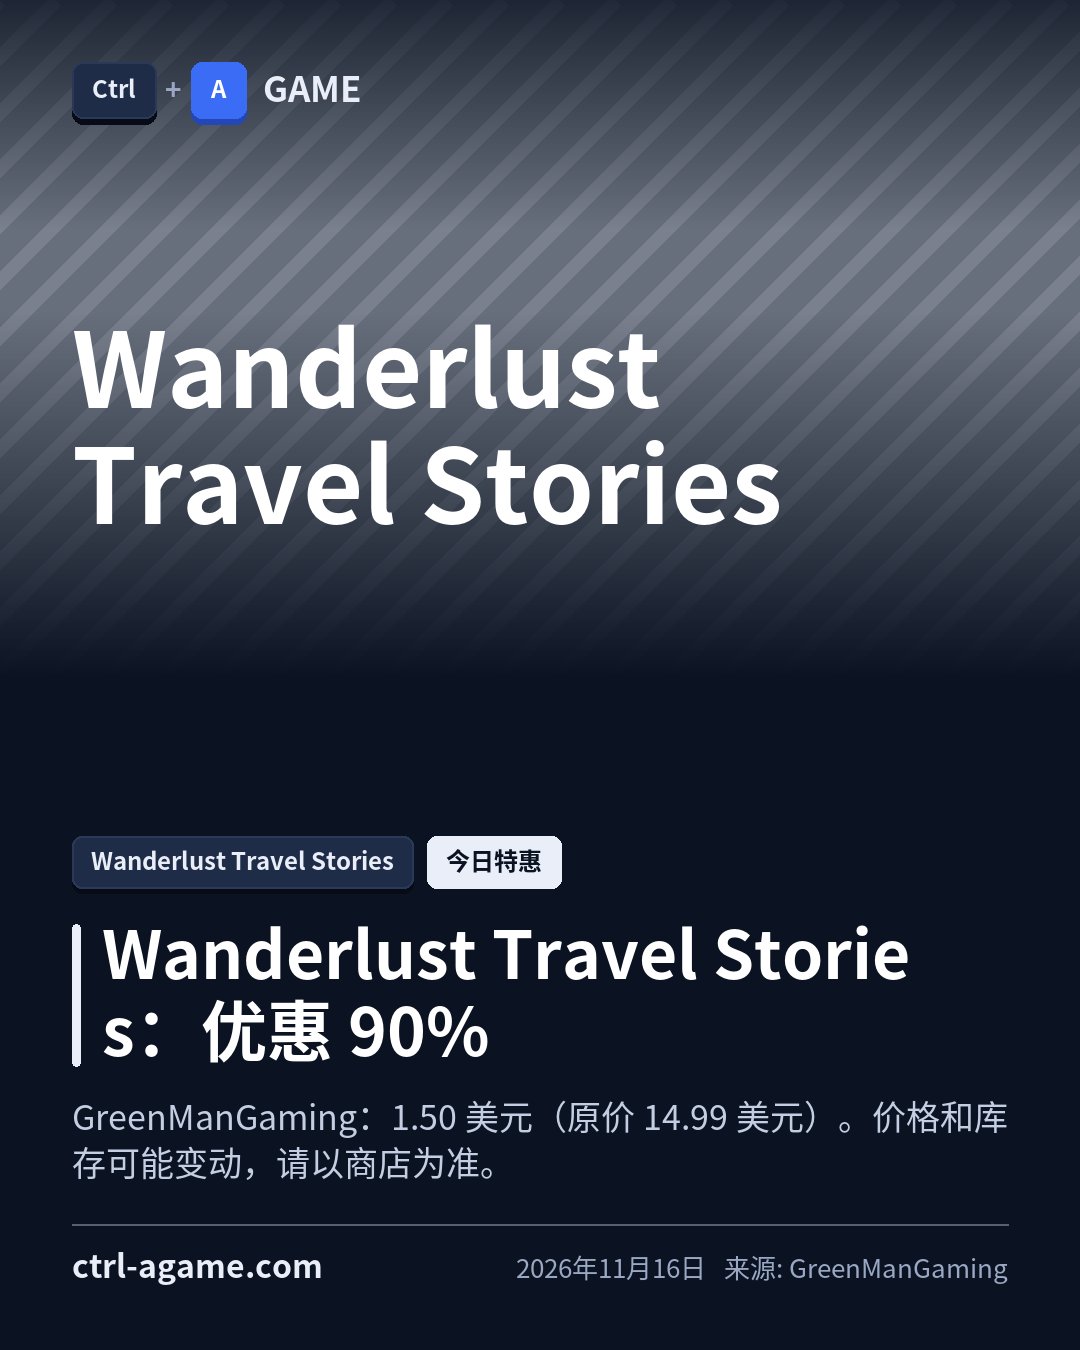 Ctrl + A GAME
Wanderlust
Travel Stories
Wanderlust Travel Stories 今日特惠
Wanderlust Travel Storie
s：优惠 90%
GreenManGaming：1.50 美元（原价 14.99 美元）。价格和库
存可能变动，请以商店为准。
ctrl-agame.com 2026年11月16日 来源: GreenManGaming